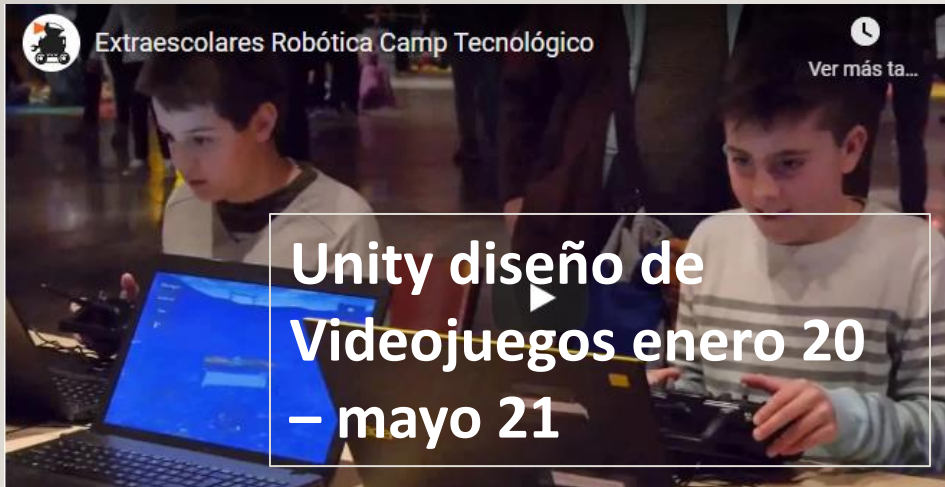 Extraescolares Robótica Camp Tecnológico
Ver más ta...
Unity diseño de
Videojuegos enero 20
– mayo 21